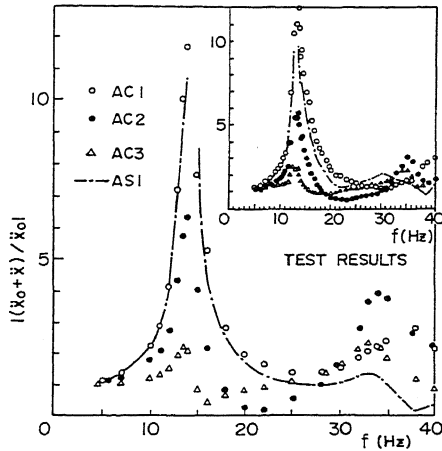 10
5
0
10
20
30
40
f (Hz)
|(ẍ₀+ẍ)/ẍ₀|
AC1
AC2
AC3
AS1
10
5
0
10
20
30
40
f(Hz)
TEST RESULTS